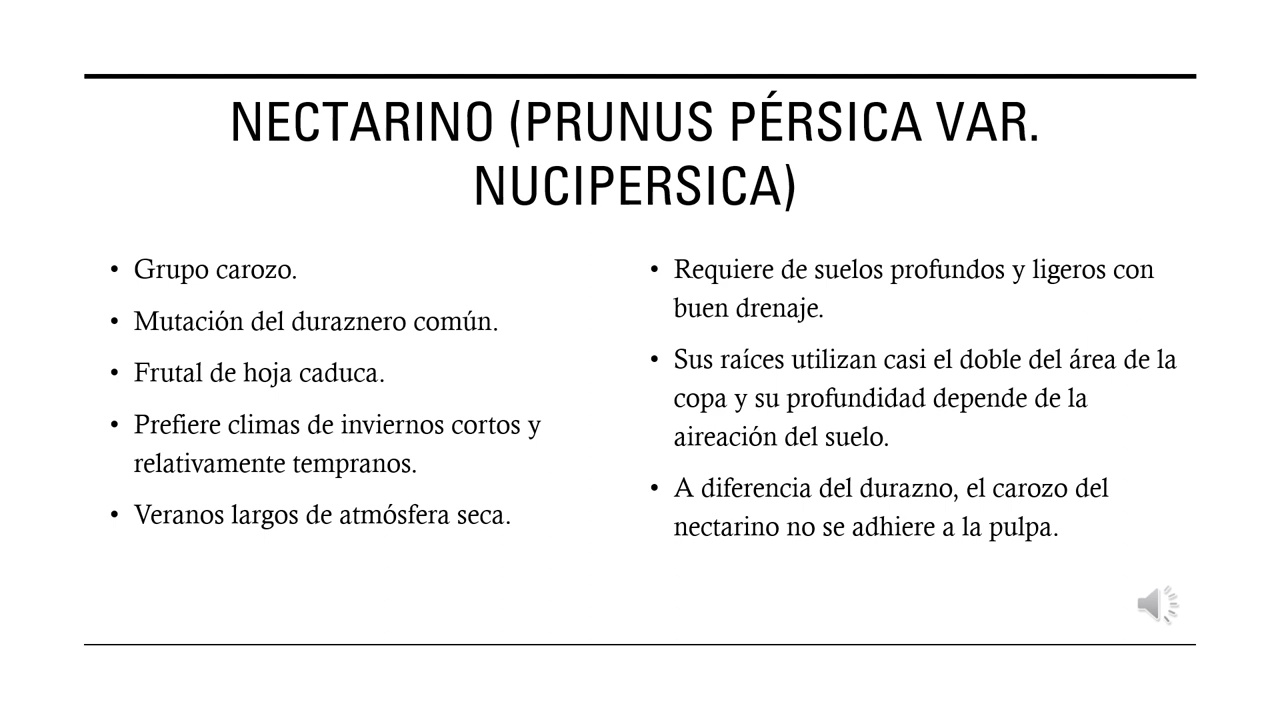 NECTARINO (PRUNUS PÉRSICA VAR.
NUCIPERSICA)
• Grupo carozo.
• Mutación del duraznero común.
• Frutal de hoja caduca.
• Prefiere climas de inviernos cortos y
relativamente tempranos.
• Veranos largos de atmósfera seca.
• Requiere de suelos profundos y ligeros con
buen drenaje.
• Sus raíces utilizan casi el doble del área de la
copa y su profundidad depende de la
aireación del suelo.
• A diferencia del durazno, el carozo del
nectarino no se adhiere a la pulpa.